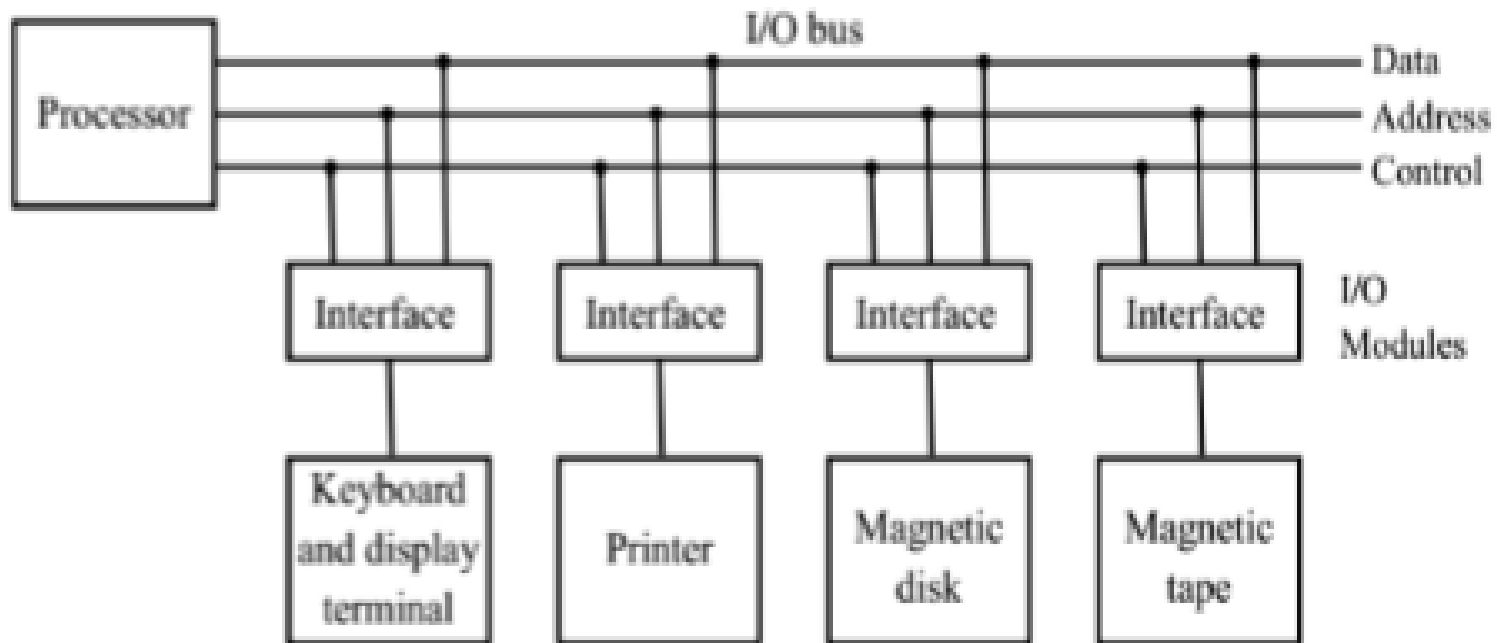 I/O bus
Data
Processor
Address
Control
Interface
Interface
Interface
Interface
I/O
Modules
Keyboard
and display
terminal
Printer
Magnetic
disk
Magnetic
tape